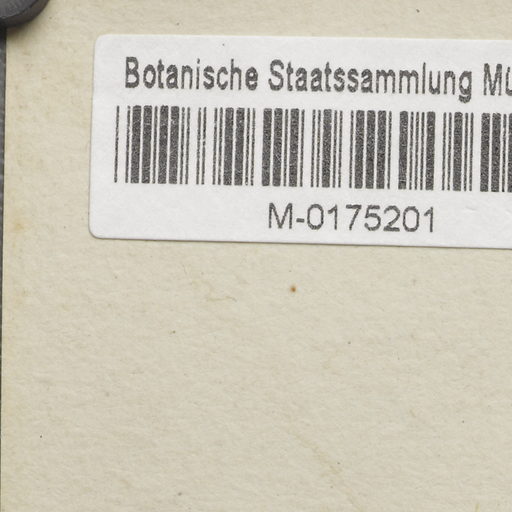 Botanische Staatssammlung Mü
M-0175201